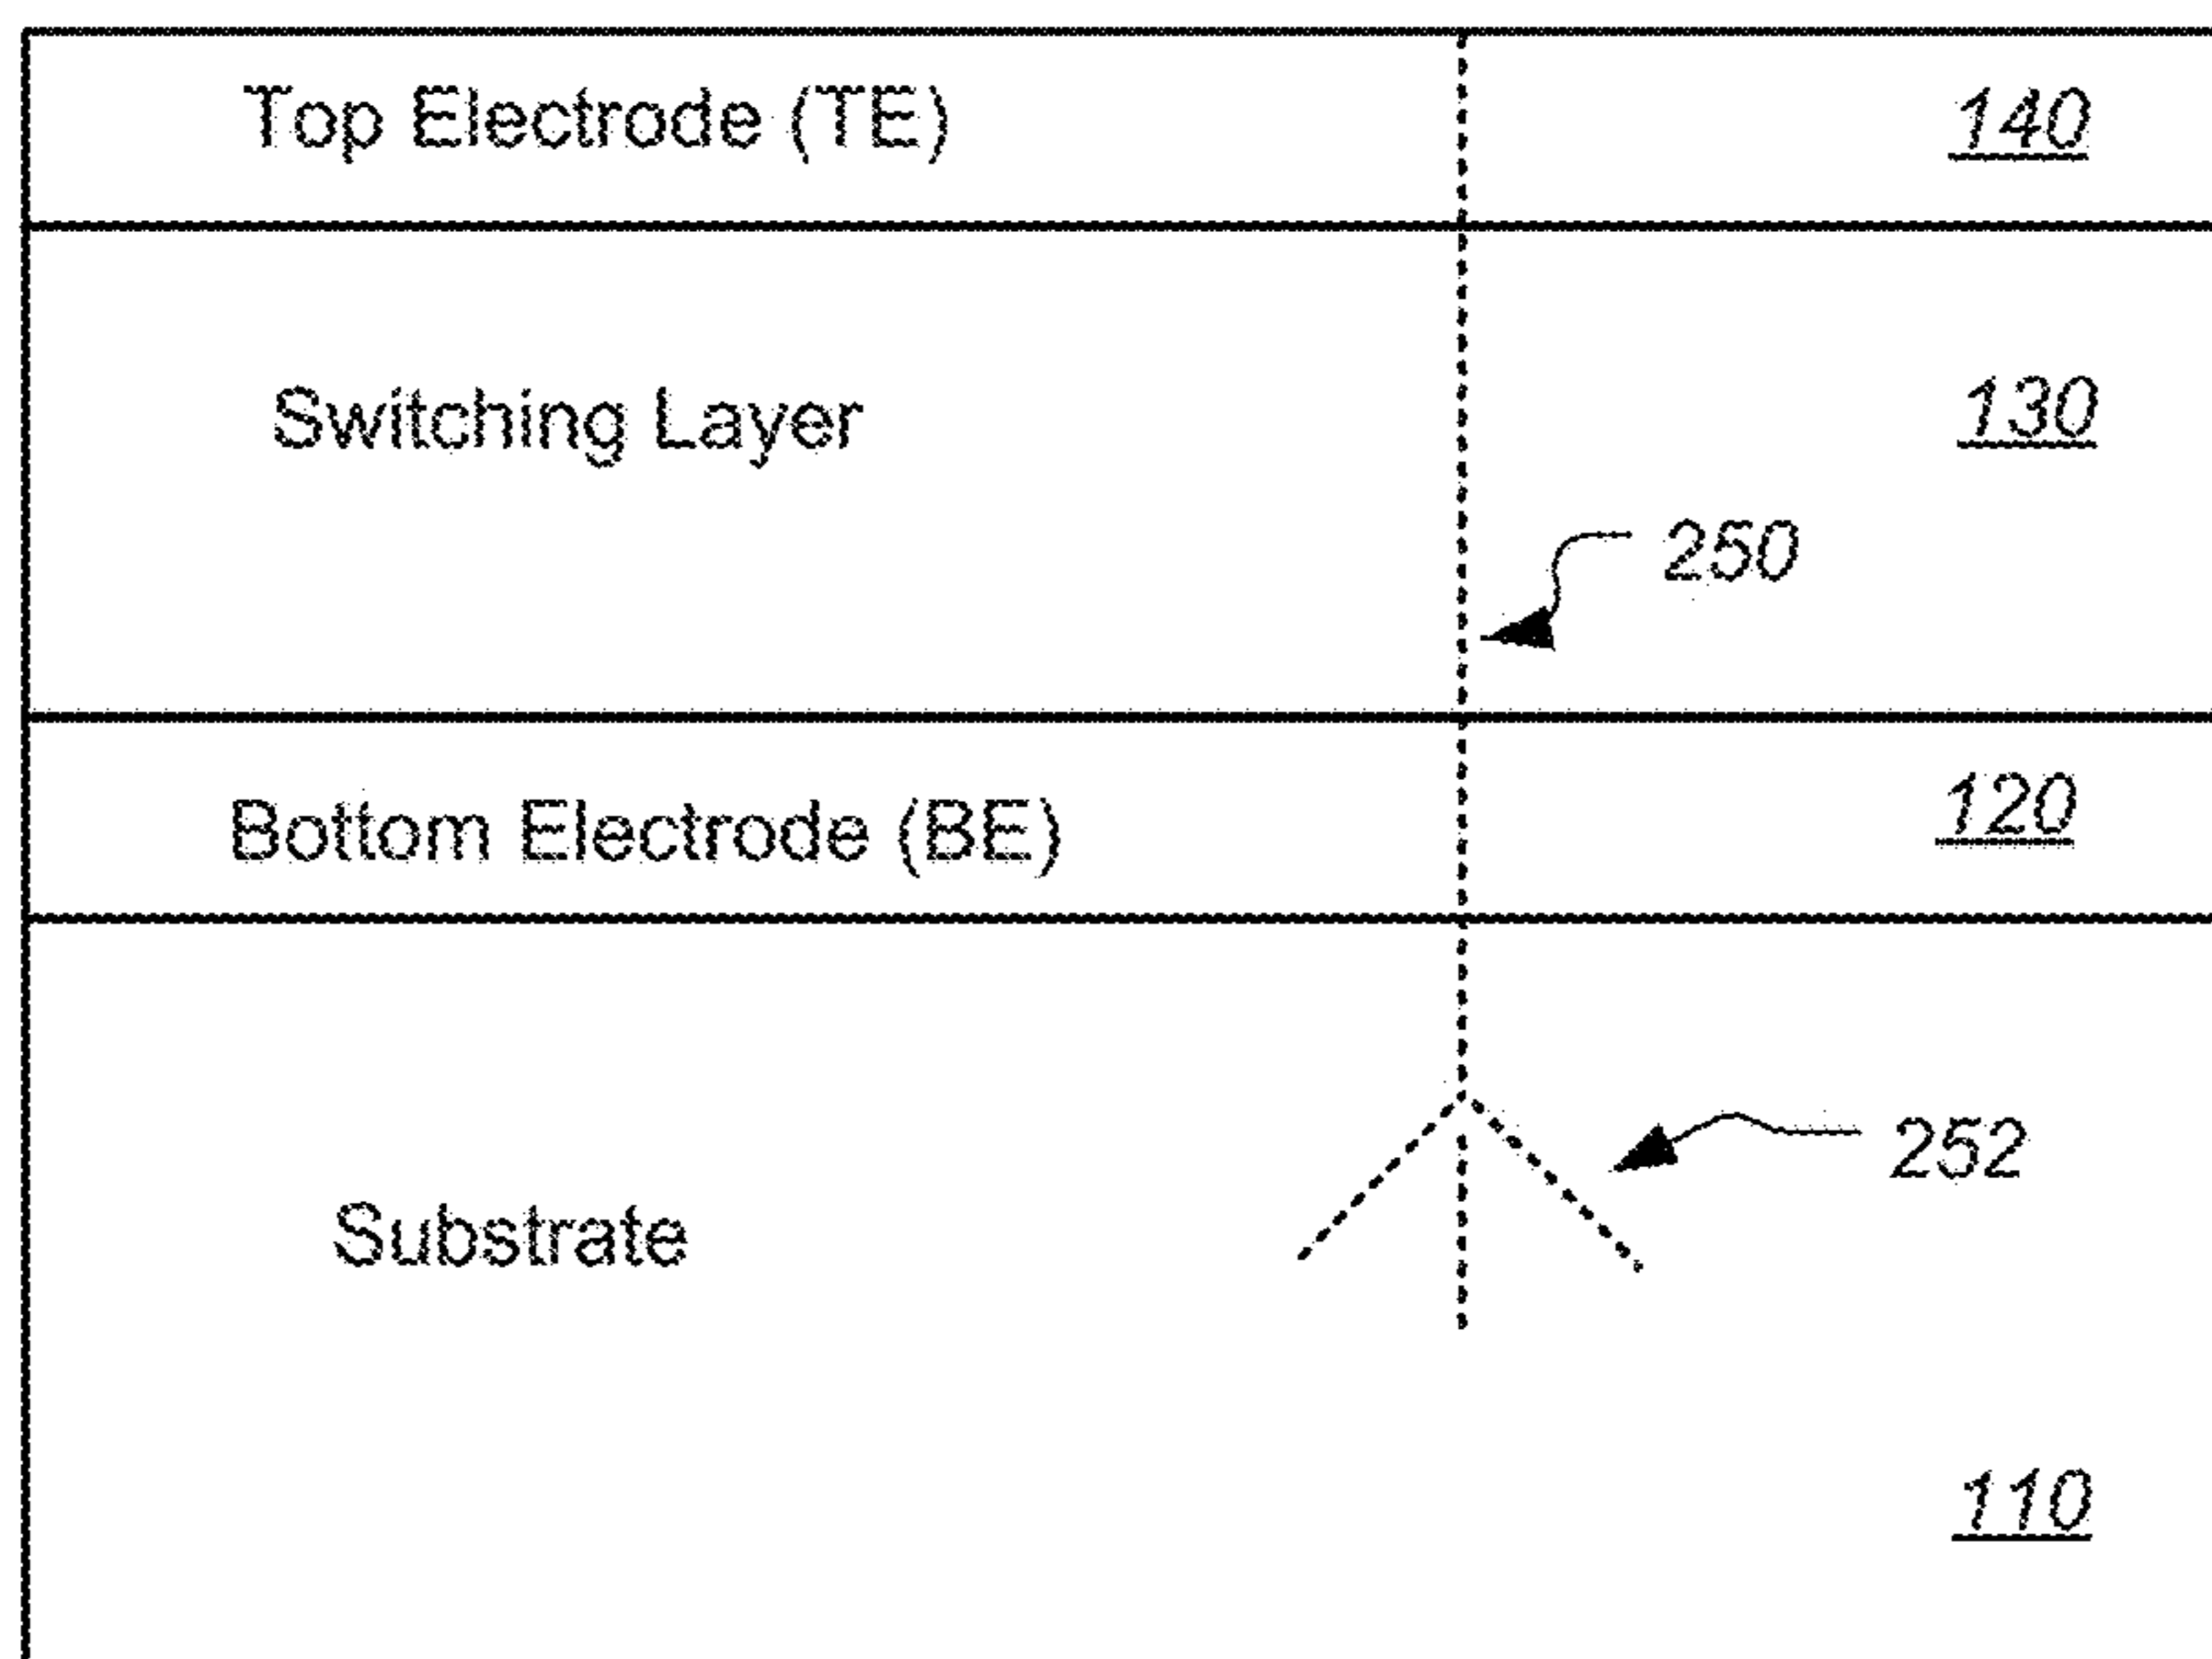 Top Electrode (TE) 140
Switching Layer 130
250
Bottom Electrode (BE) 120
252
Substrate
110